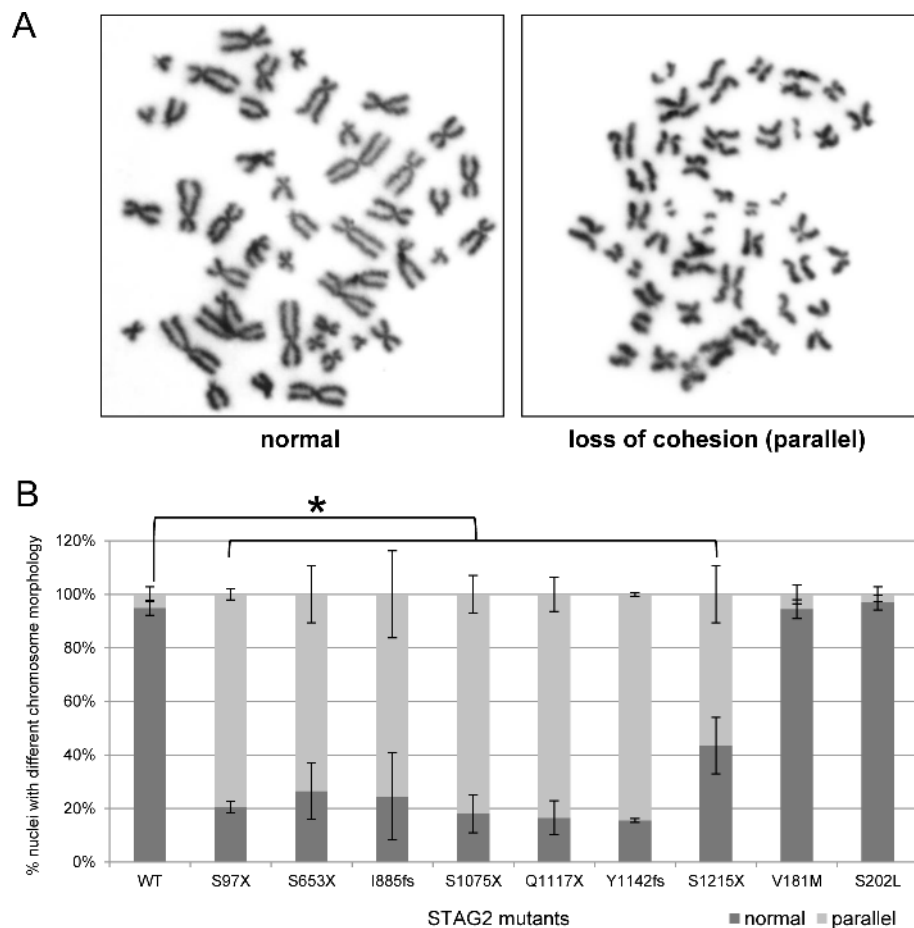 A
normal
loss of cohesion (parallel)
B
*
% nuclei with different chromosome morphology
120%
100%
80%
60%
40%
20%
0%
WT S97X S653X I885fs S1075X Q1117X Y1142fs S1215X V181M S202L
STAG2 mutants
normal parallel